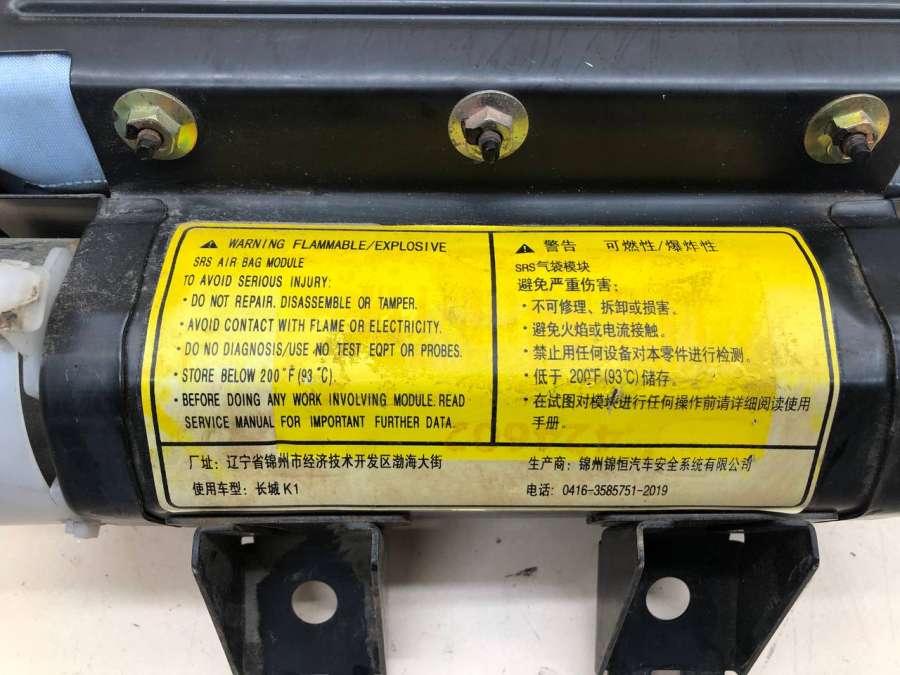 WARNING FLAMMABLE/EXPLOSIVE
SRS AIR BAG MODULE
TO AVOID SERIOUS INJURY:
• DO NOT REPAIR. DISASSEMBLE OR TAMPER.
• AVOID CONTACT WITH FLAME OR ELECTRICITY.
• DO NO DIAGNOSIS/USE NO TEST EQPT OR PROBES.
• STORE BELOW 200 °F (93 °C).
• BEFORE DOING ANY WORK INVOLVING MODULE. READ
SERVICE MANUAL FOR IMPORTANT FURTHER DATA.
警告 可燃性/爆炸性
SRS气袋模块
避免严重伤害:
• 不可修理、拆卸或损害。
• 避免火焰或电流接触。
• 禁止用任何设备对本零件进行检测。
• 低于 200°F (93℃) 储存。
• 在试图对模块进行任何操作前请详细阅读使用
手册.
厂址: 辽宁省锦州市经济技术开发区渤海大街
使用车型: 长城 K1
生产商: 锦州锦恒汽车安全系统有限公司
电话: 0416-3585751-2019